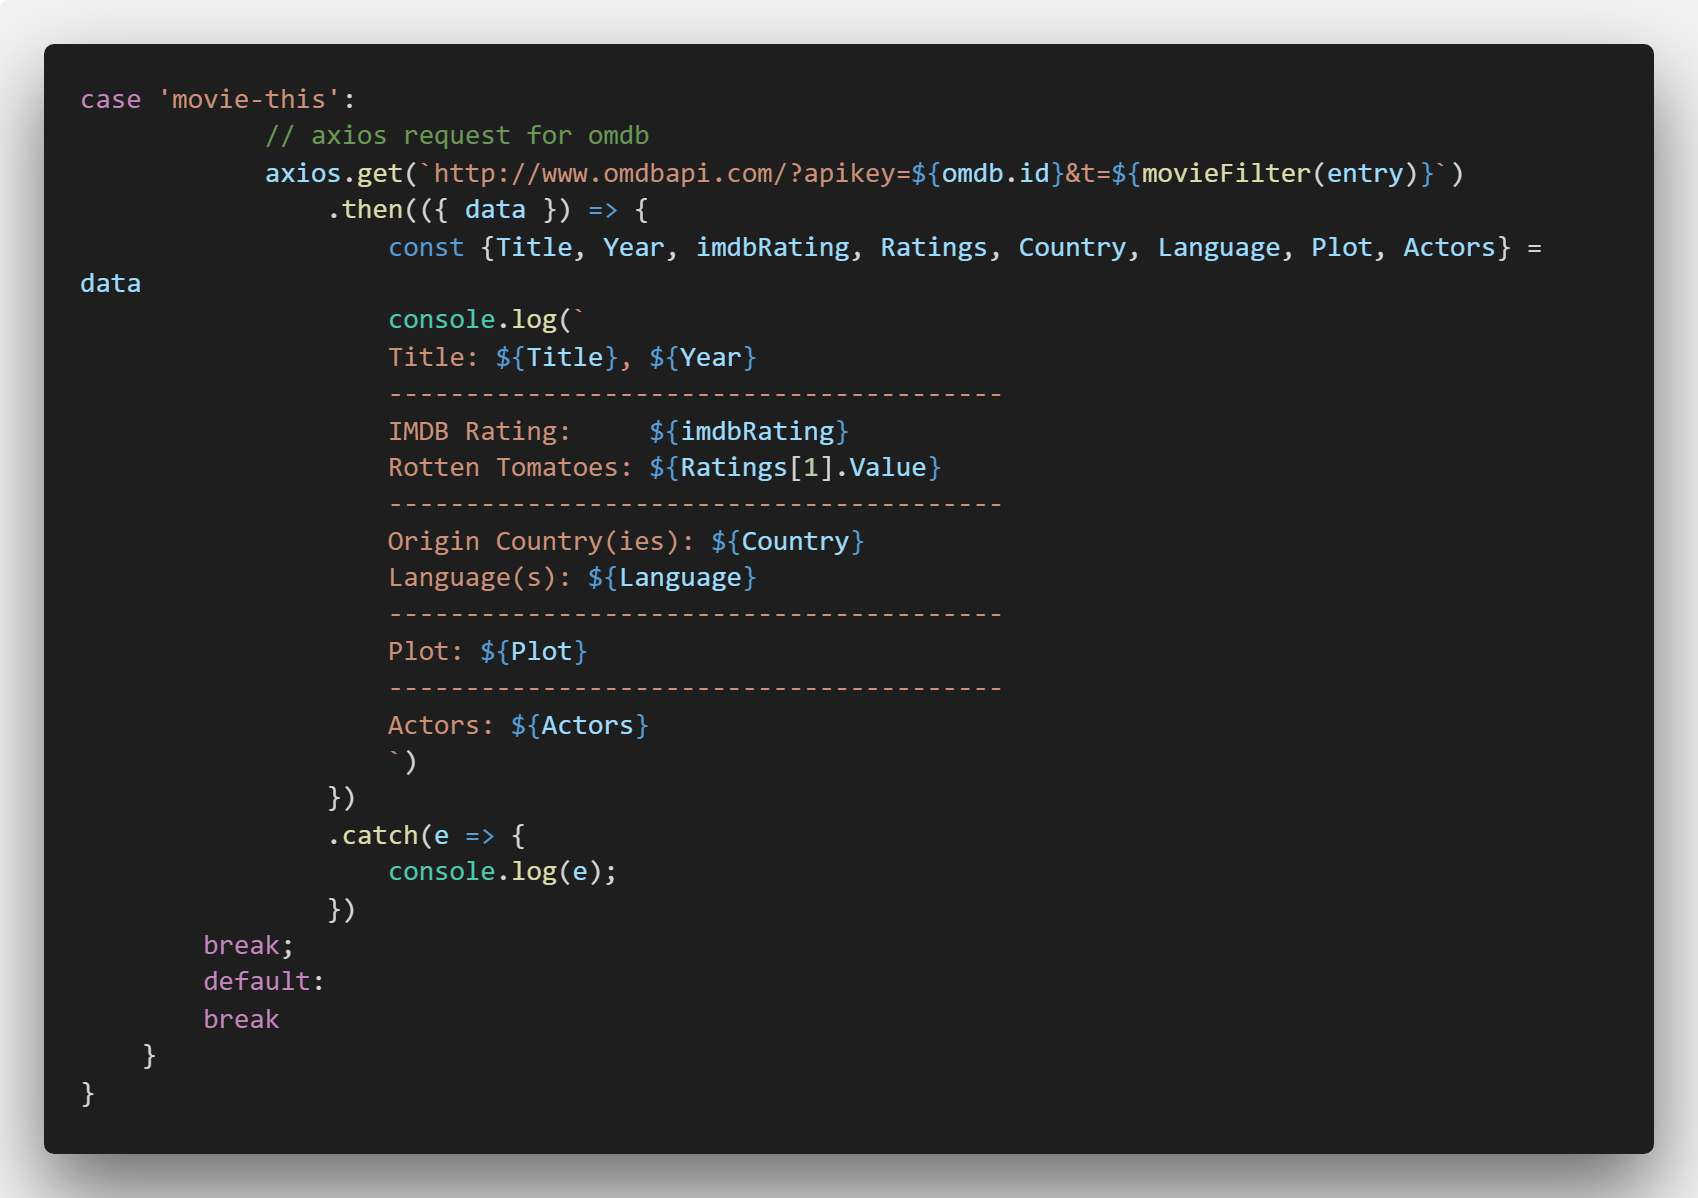 case 'movie-this':
            // axios request for omdb
            axios.get(`http://www.omdbapi.com/?apikey=${omdb.id}&t=${movieFilter(entry)}`)
                .then(({ data }) => {
                    const {Title, Year, imdbRating, Ratings, Country, Language, Plot, Actors} =
data
                    console.log(`
                    Title: ${Title}, ${Year}
                    ----------------------------------------
                    IMDB Rating:     ${imdbRating}
                    Rotten Tomatoes: ${Ratings[1].Value}
                    ----------------------------------------
                    Origin Country(ies): ${Country}
                    Language(s): ${Language}
                    ----------------------------------------
                    Plot: ${Plot}
                    ----------------------------------------
                    Actors: ${Actors}
                    `)
                })
                .catch(e => {
                    console.log(e);
                })
        break;
        default:
        break
    }
}